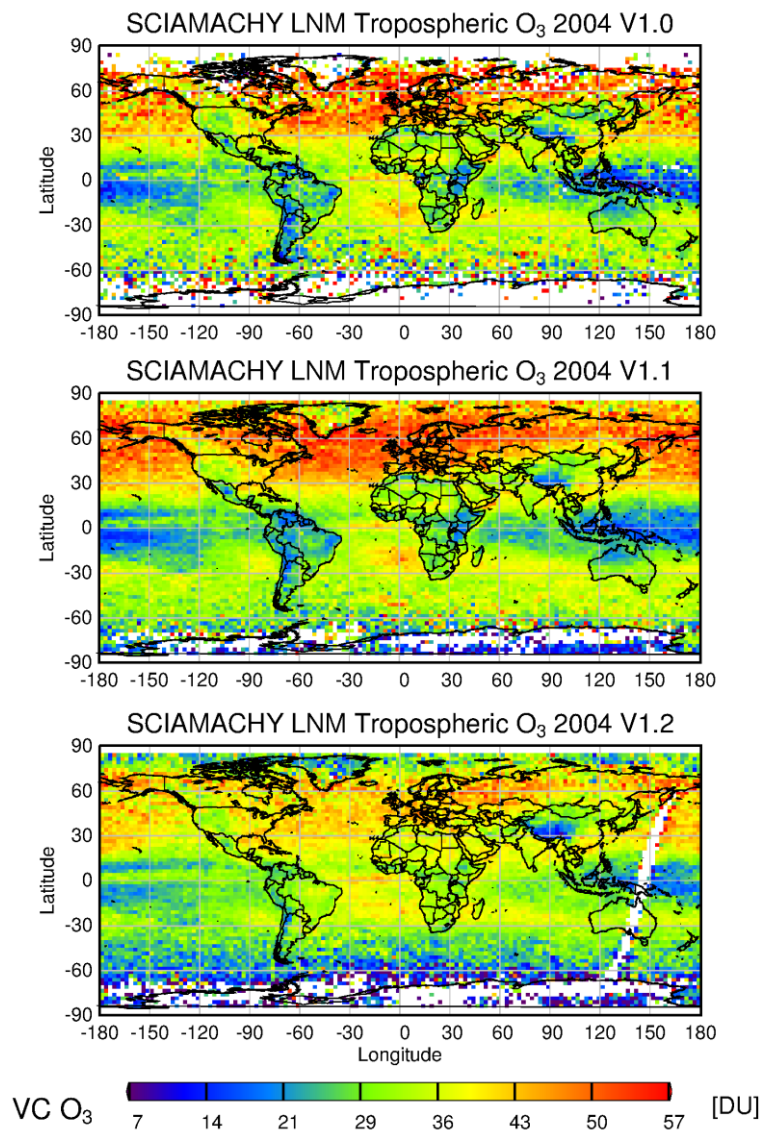 SCIAMACHY LNM Tropospheric O₃ 2004 V1.0
90
60
30
0
-30
-60
-90
Latitude
-180 -150 -120 -90 -60 -30 0 30 60 90 120 150 180
SCIAMACHY LNM Tropospheric O₃ 2004 V1.1
90
60
30
0
-30
-60
-90
Latitude
-180 -150 -120 -90 -60 -30 0 30 60 90 120 150 180
SCIAMACHY LNM Tropospheric O₃ 2004 V1.2
90
60
30
0
-30
-60
-90
Latitude
-180 -150 -120 -90 -60 -30 0 30 60 90 120 150 180
Longitude
VC O₃ [DU]
7 14 21 29 36 43 50 57